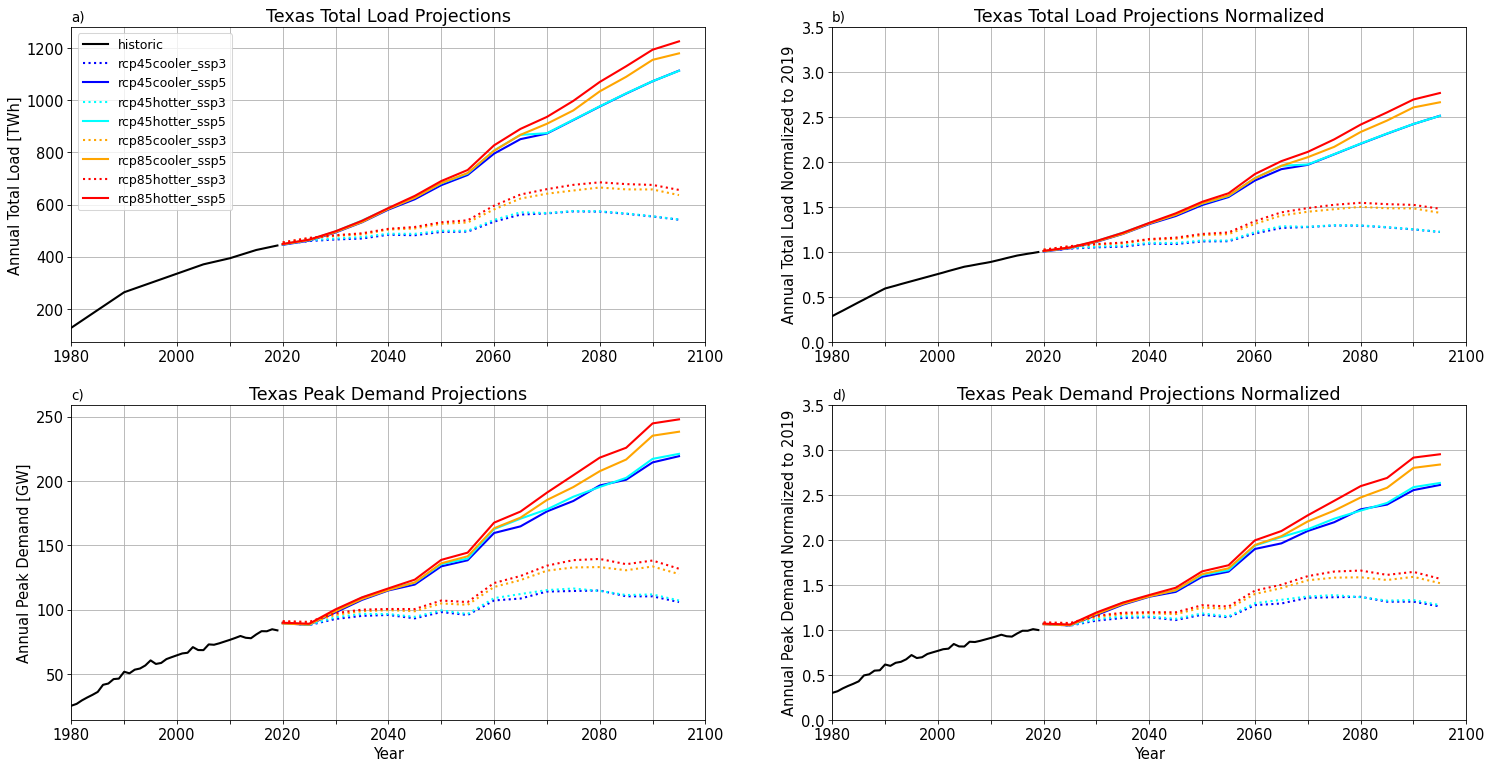 a)
Texas Total Load Projections
Annual Total Load [TWh]
1200
1000
800
600
400
200
historic
rcp45cooler_ssp3
rcp45cooler_ssp5
rcp45hotter_ssp3
rcp45hotter_ssp5
rcp85cooler_ssp3
rcp85cooler_ssp5
rcp85hotter_ssp3
rcp85hotter_ssp5
1980 2000 2020 2040 2060 2080 2100
b)
Texas Total Load Projections Normalized
Annual Total Load Normalized to 2019
3.5
3.0
2.5
2.0
1.5
1.0
0.5
0.0
1980 2000 2020 2040 2060 2080 2100
c)
Texas Peak Demand Projections
Annual Peak Demand [GW]
250
200
150
100
50
1980 2000 2020 2040 2060 2080 2100
Year
d)
Texas Peak Demand Projections Normalized
Annual Peak Demand Normalized to 2019
3.5
3.0
2.5
2.0
1.5
1.0
0.5
0.0
1980 2000 2020 2040 2060 2080 2100
Year